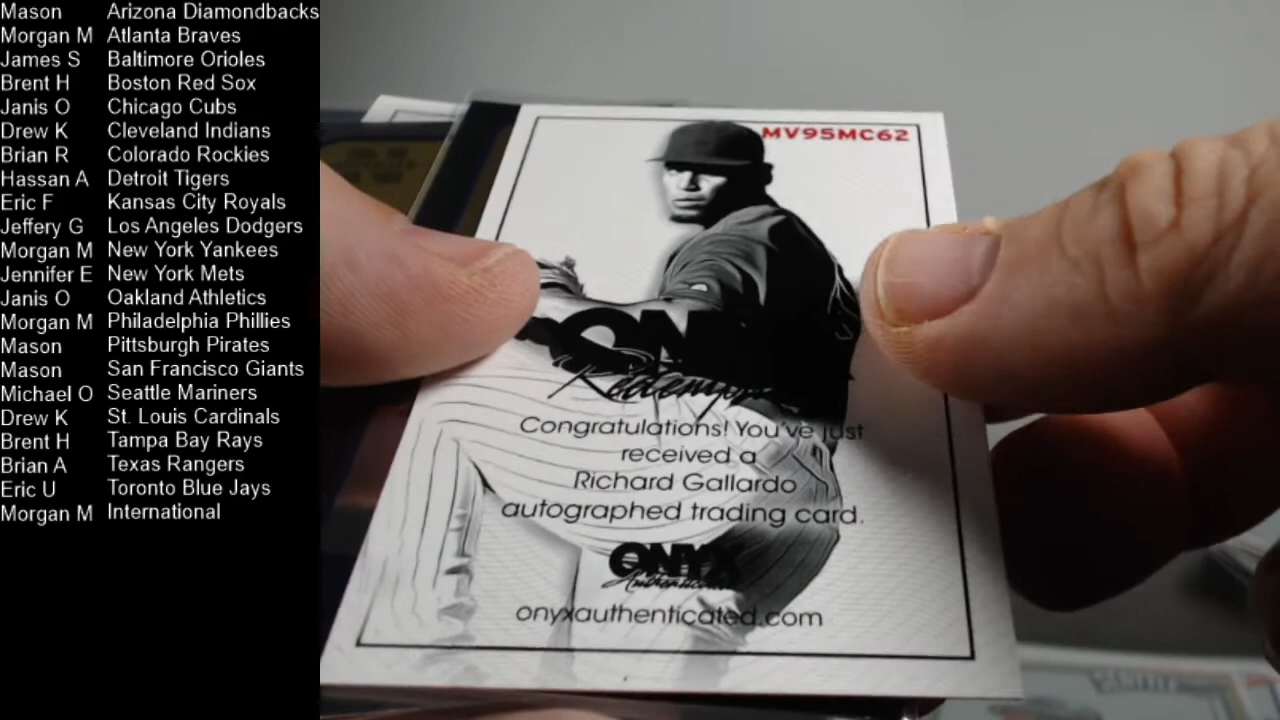 Mason Arizona Diamondbacks
Morgan M Atlanta Braves
James S Baltimore Orioles
Brent H Boston Red Sox
Janis O Chicago Cubs
Drew K Cleveland Indians
Brian R Colorado Rockies
Hassan A Detroit Tigers
Eric F Kansas City Royals
Jeffery G Los Angeles Dodgers
Morgan M New York Yankees
Jennifer E New York Mets
Janis O Oakland Athletics
Morgan M Philadelphia Phillies
Mason Pittsburgh Pirates
Mason San Francisco Giants
Michael O Seattle Mariners
Drew K St. Louis Cardinals
Brent H Tampa Bay Rays
Brian A Texas Rangers
Eric U Toronto Blue Jays
Morgan M International
MV95MC62
ONYX
Congratulations! You've just
received a
Richard Gallardo
autographed trading card.
ONYX
Authenticated
onyxauthenticated.com